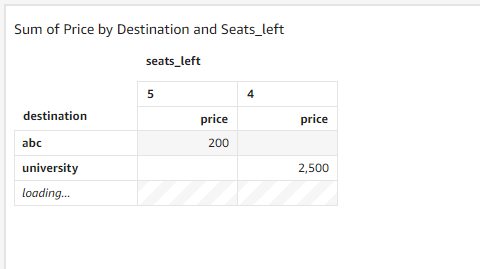 Sum of Price by Destination and Seats_left
seats_left
5 4
destination price price
abc 200
university 2,500
loading...